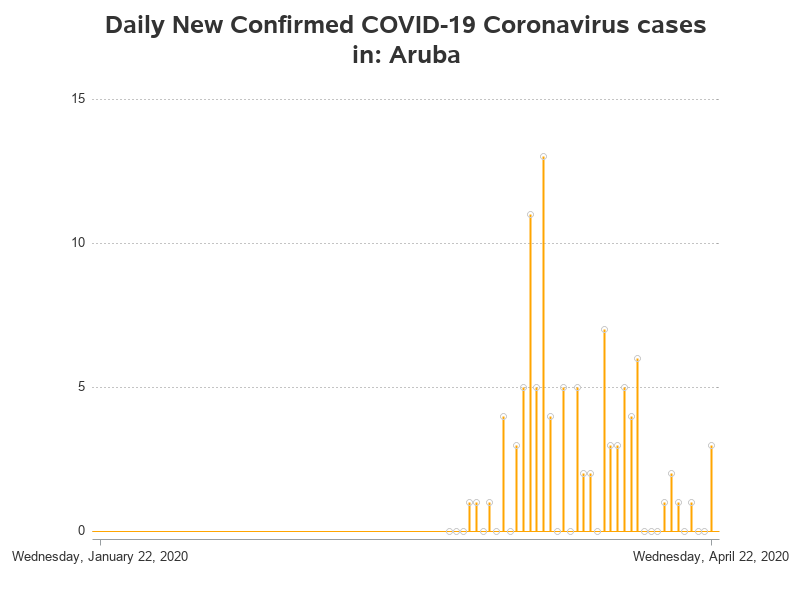 Daily New Confirmed COVID-19 Coronavirus cases
in: Aruba
15
10
5
0
Wednesday, January 22, 2020
Wednesday, April 22, 2020